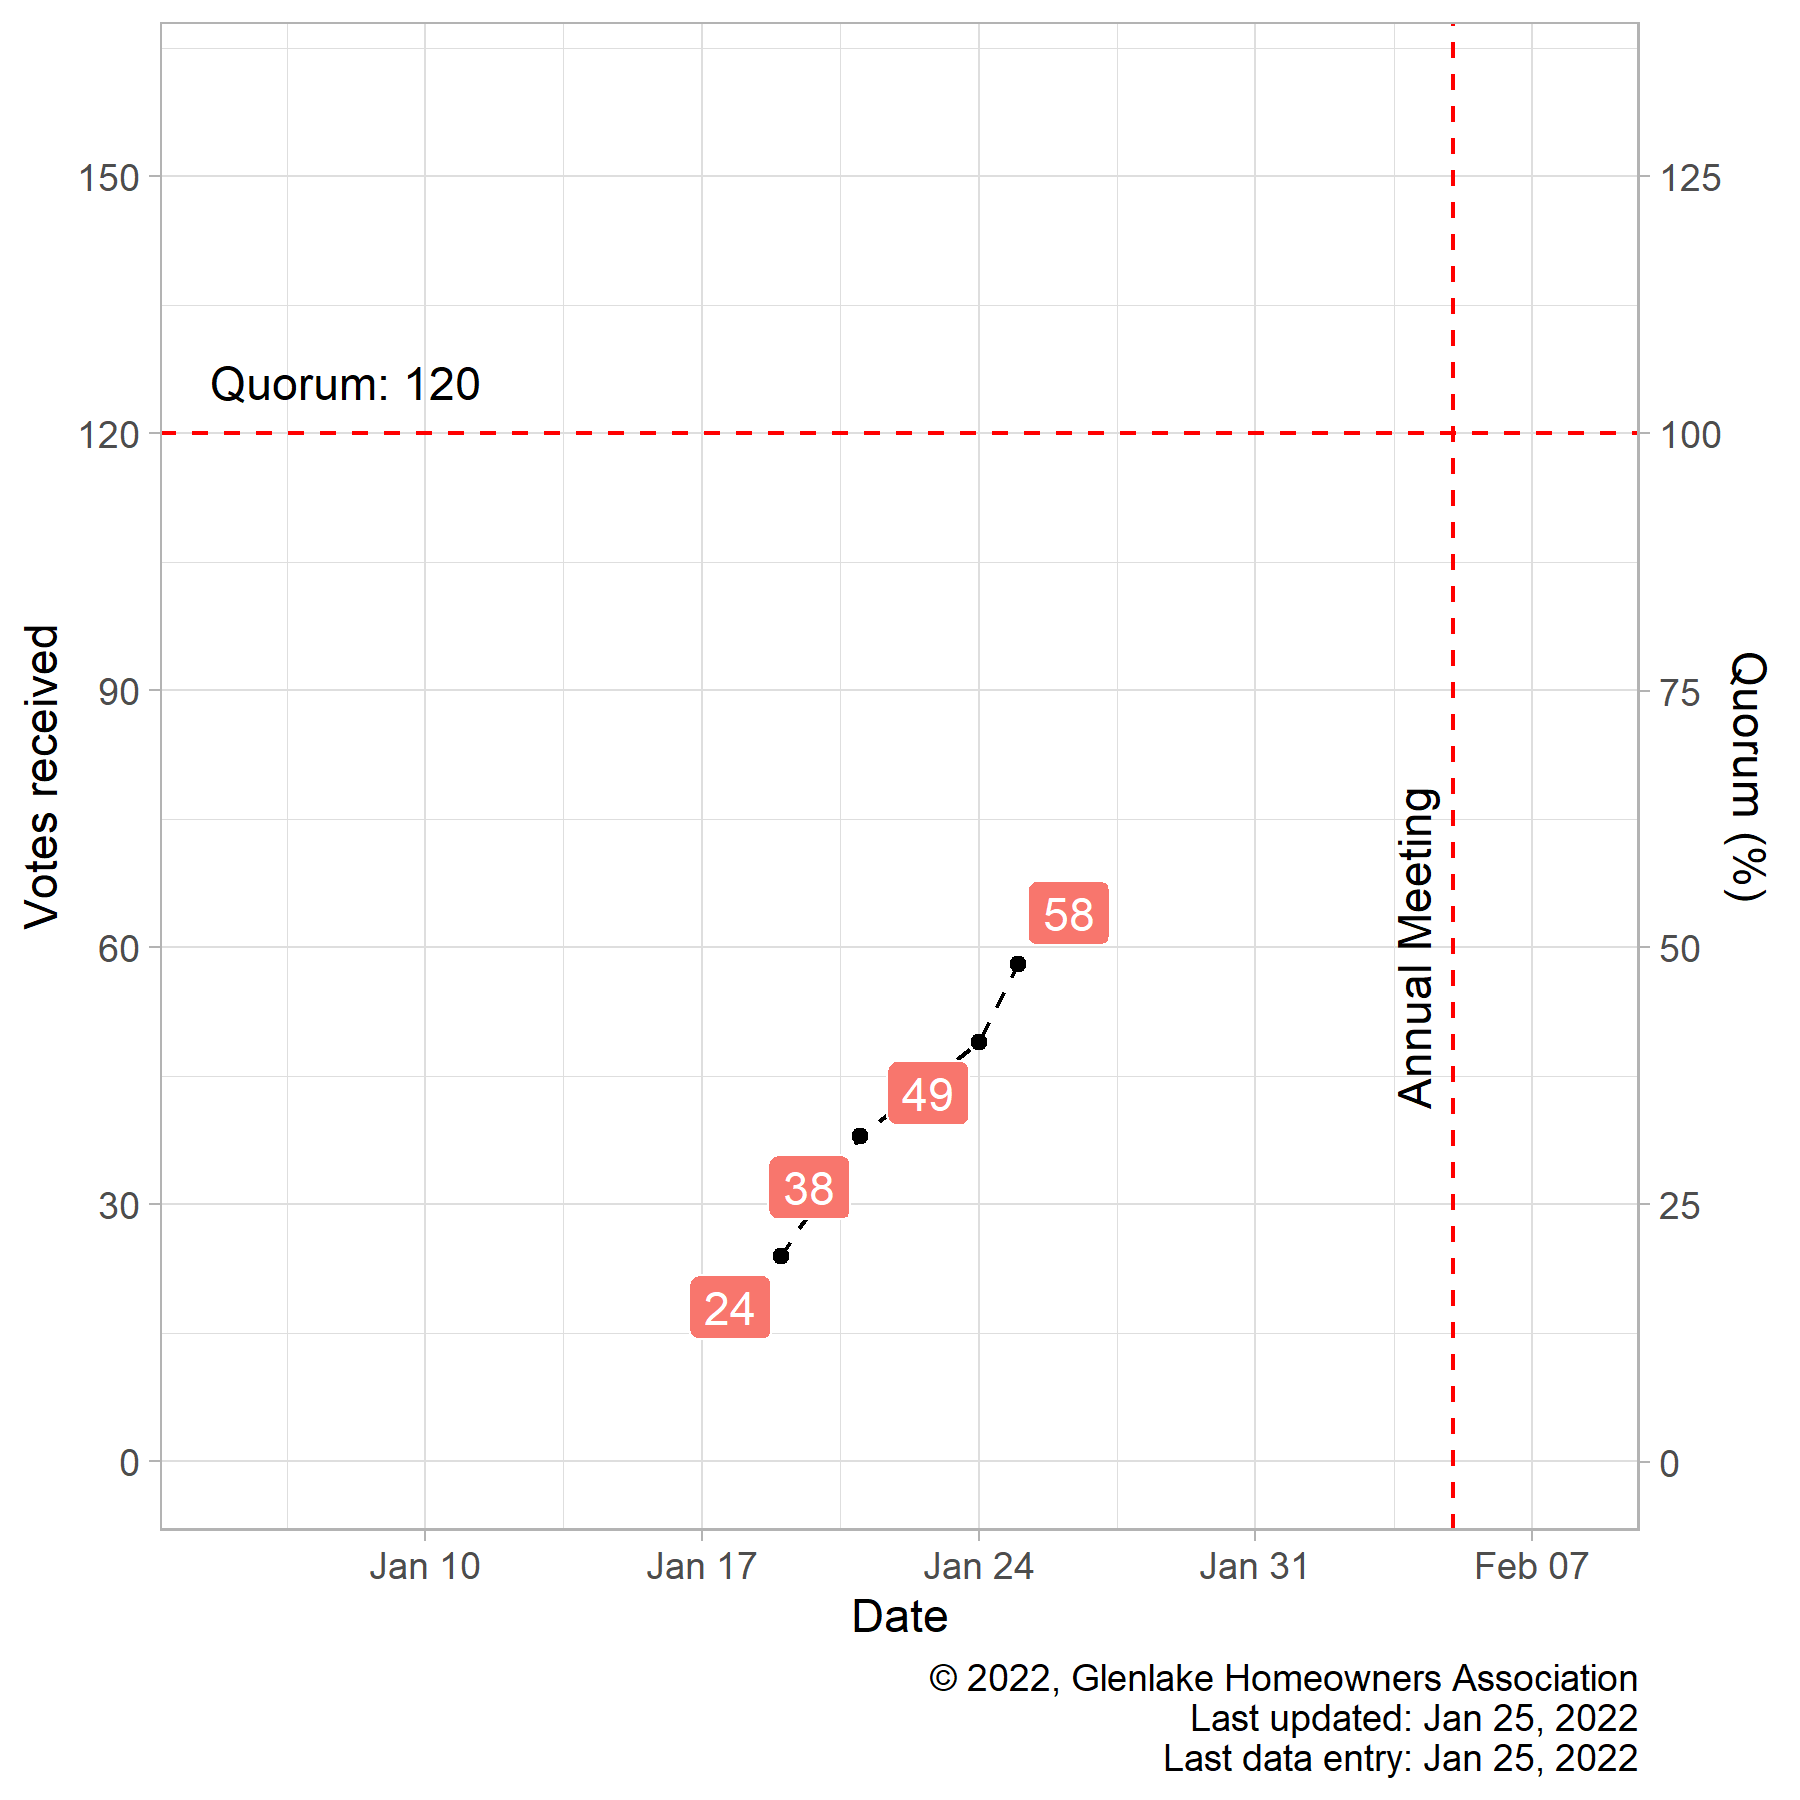 150
125
Quorum: 120
120
100
90
75
Votes received
Quorum (%)
Annual Meeting
58
60
50
49
38
30
25
24
0
0
Jan 10
Jan 17
Jan 24
Jan 31
Feb 07
Date
© 2022, Glenlake Homeowners Association
Last updated: Jan 25, 2022
Last data entry: Jan 25, 2022